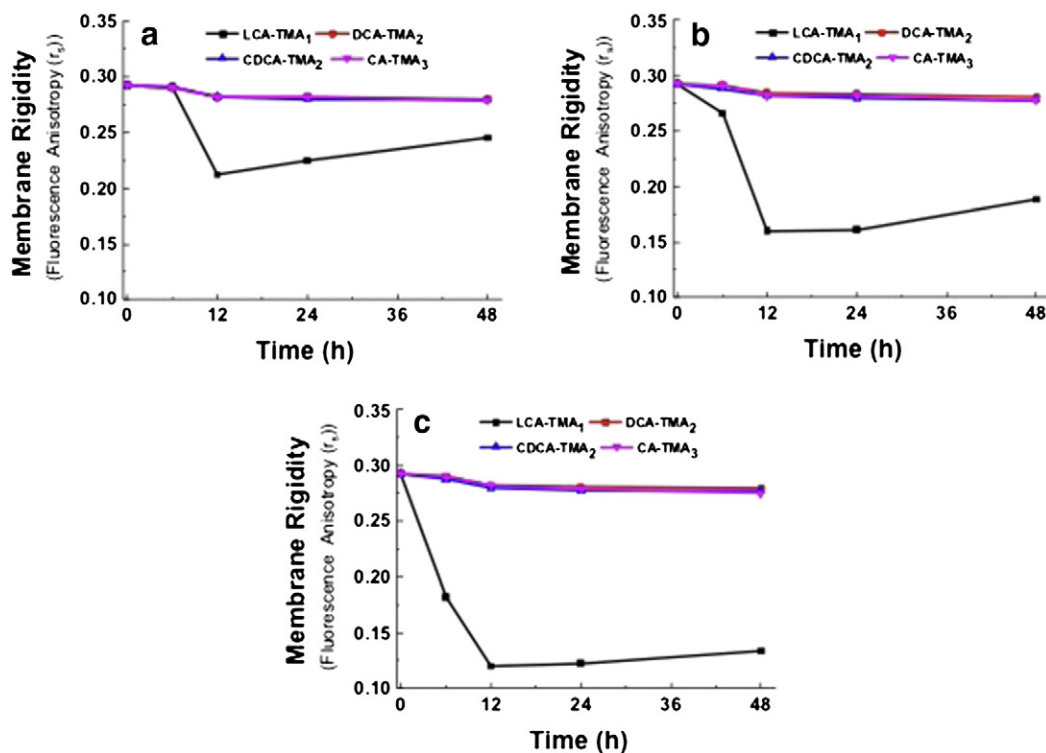 a
LCA-TMA₁ DCA-TMA₂
CDCA-TMA₂ CA-TMA₃
Membrane Rigidity
(Fluorescence Anisotropy (rₛ))
0.35
0.30
0.25
0.20
0.15
0.10
0 12 24 36 48
Time (h)
b
LCA-TMA₁ DCA-TMA₂
CDCA-TMA₂ CA-TMA₃
Membrane Rigidity
(Fluorescence Anisotropy (rₛ))
0.35
0.30
0.25
0.20
0.15
0.10
0 12 24 36 48
Time (h)
c
LCA-TMA₁ DCA-TMA₂
CDCA-TMA₂ CA-TMA₃
Membrane Rigidity
(Fluorescence Anisotropy (rₛ))
0.35
0.30
0.25
0.20
0.15
0.10
0 12 24 36 48
Time (h)